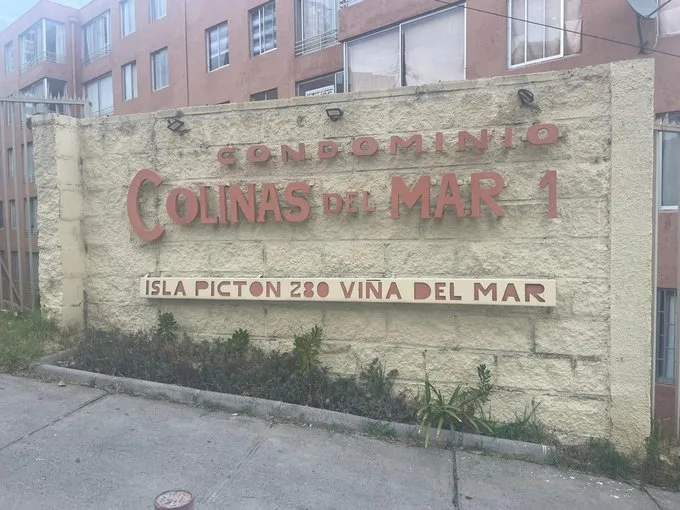 CONDOMINIO
COLINAS DEL MAR 1
ISLA PICTON 280 VIÑA DEL MAR